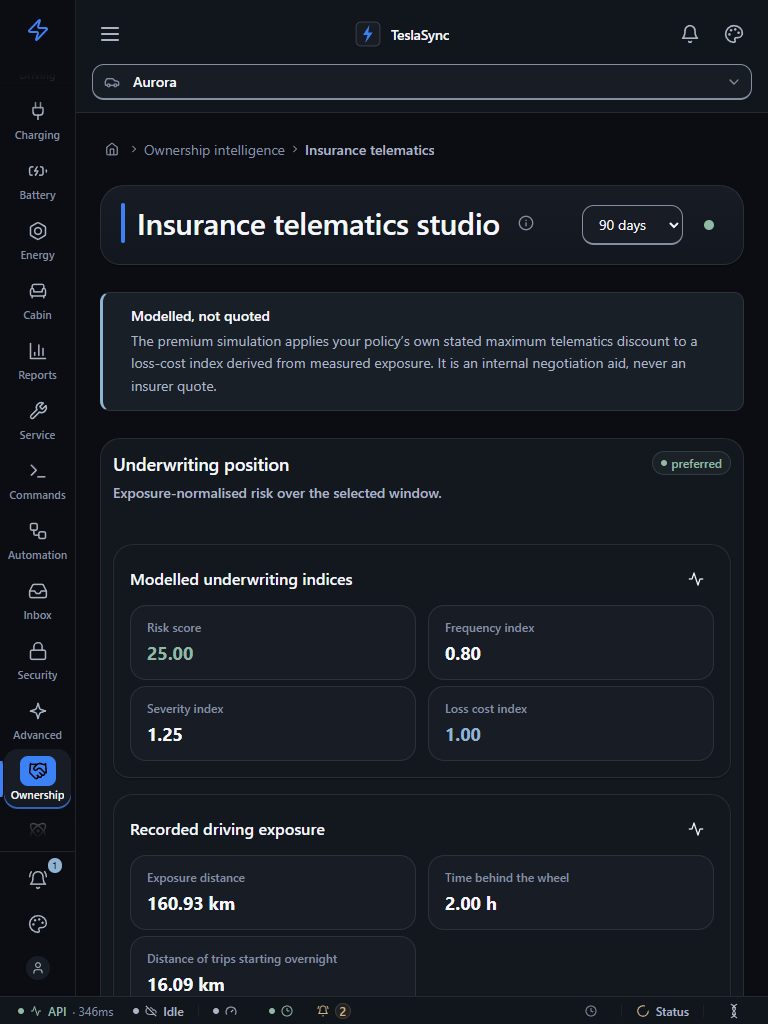 TeslaSync
Aurora
Driving
Charging
Battery
Energy
Cabin
Reports
Service
Commands
Automation
Inbox
Security
Advanced
Ownership
1
Ownership intelligence
Insurance telematics
Insurance telematics studio
90 days
Modelled, not quoted
The premium simulation applies your policy's own stated maximum telematics discount to a
loss-cost index derived from measured exposure. It is an internal negotiation aid, never an
insurer quote.
Underwriting position
preferred
Exposure-normalised risk over the selected window.
Modelled underwriting indices
Risk score
25.00
Frequency index
0.80
Severity index
1.25
Loss cost index
1.00
Recorded driving exposure
Exposure distance
160.93 km
Time behind the wheel
2.00 h
Distance of trips starting overnight
16.09 km
API · 346ms
Idle
2
Status